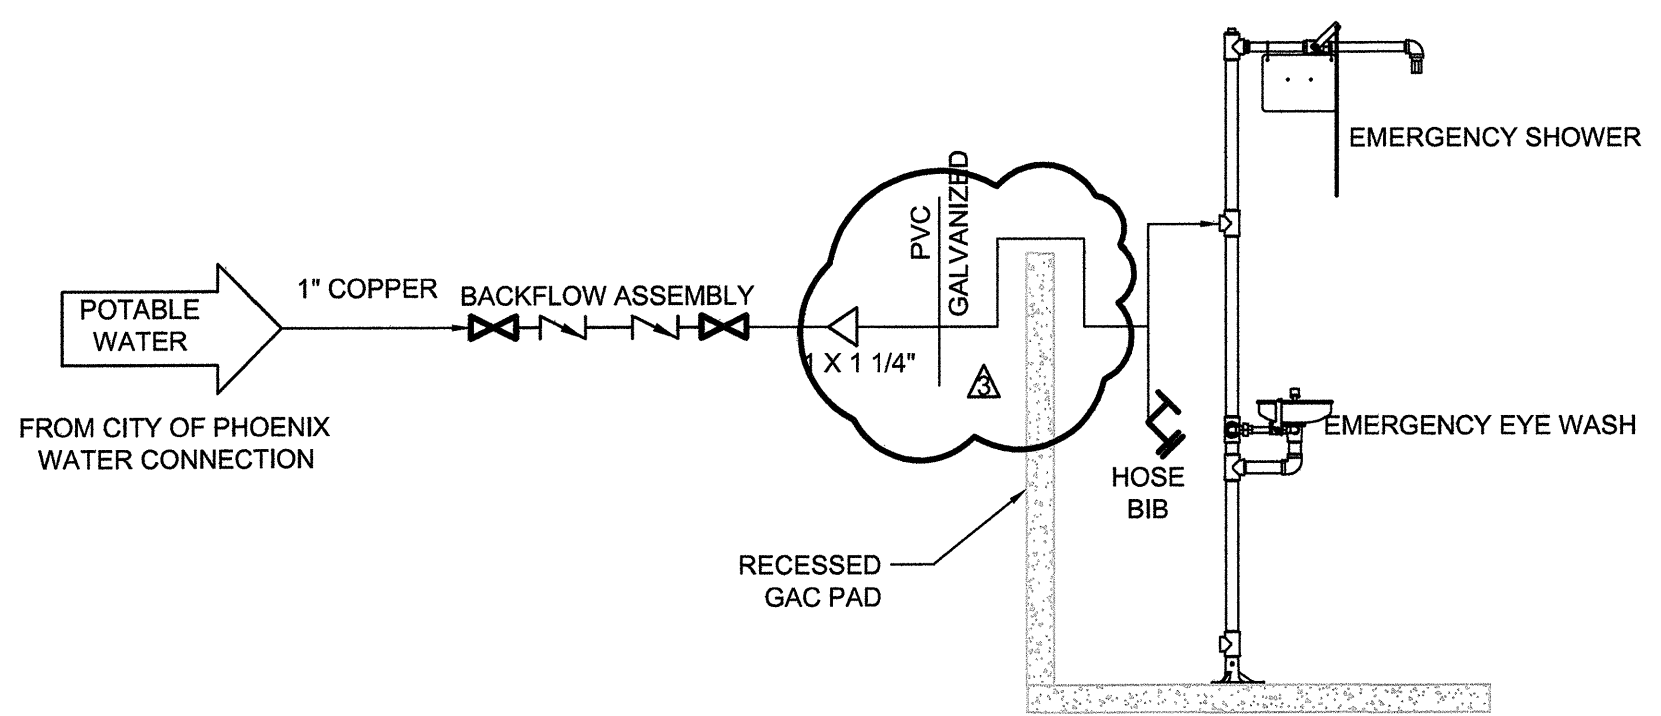 EMERGENCY SHOWER
PVC
GALVANIZED
1" COPPER
BACKFLOW ASSEMBLY
POTABLE
WATER
1 X 1 1/4"
3
FROM CITY OF PHOENIX
WATER CONNECTION
EMERGENCY EYE WASH
HOSE
BIB
RECESSED
GAC PAD